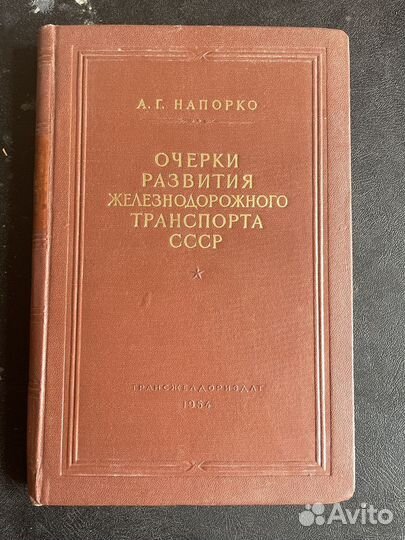 А. Г. НАПОРКО
ОЧЕРКИ
РАЗВИТИЯ
ЖЕЛЕЗНОДОРОЖНОГО
ТРАНСПОРТА
СССР
ТРАНСЖЕЛДОРИЗДАТ
1954
Avito